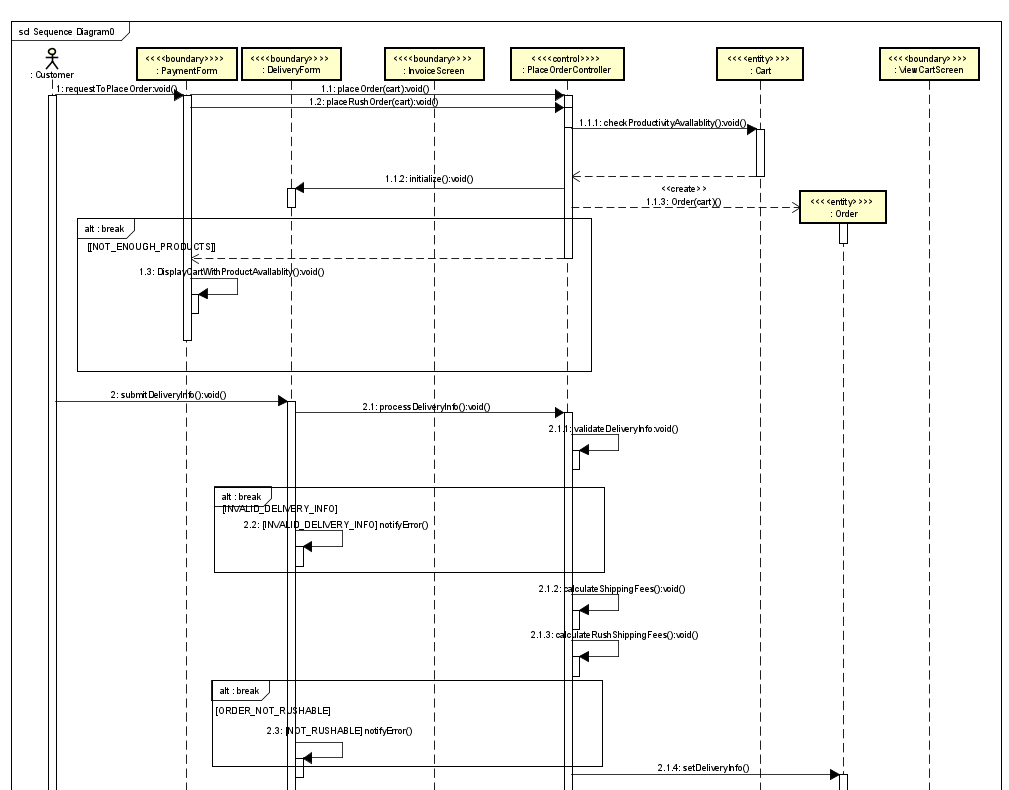 sd Sequence Diagram0
: Customer
<<<<boundary>>>>
: PaymentForm
<<<<boundary>>>>
: DeliveryForm
<<<<boundary>>>>
: InvoiceScreen
<<<<control>>>>
: PlaceOrderController
<<<<entity>>>>
: Cart
<<<<boundary>>>>
: ViewCartScreen
1: requestToPlaceOrder:void()
1.1: placeOrder(cart):void()
1.2: placeRushOrder(cart):void()
1.1.1: checkProductivityAvailablity():void()
1.1.2: initialize():void()
<<create>>
1.1.3: Order(cart)()
<<<<entity>>>>
: Order
alt : break
[[NOT_ENOUGH_PRODUCTS]]
1.3: DisplayCartWithProductAvailablity():void()
2: submitDeliveryInfo():void()
2.1: processDeliveryInfo():void()
2.1.1: validateDeliveryInfo:void()
alt : break
[INVALID_DELIVERY_INFO]
2.2: [INVALID_DELIVERY_INFO] notifyError()
2.1.2: calculateShippingFees():void()
2.1.3: calculateRushShippingFees():void()
alt : break
[ORDER_NOT_RUSHABLE]
2.3: [NOT_RUSHABLE] notifyError()
2.1.4: setDeliveryInfo()